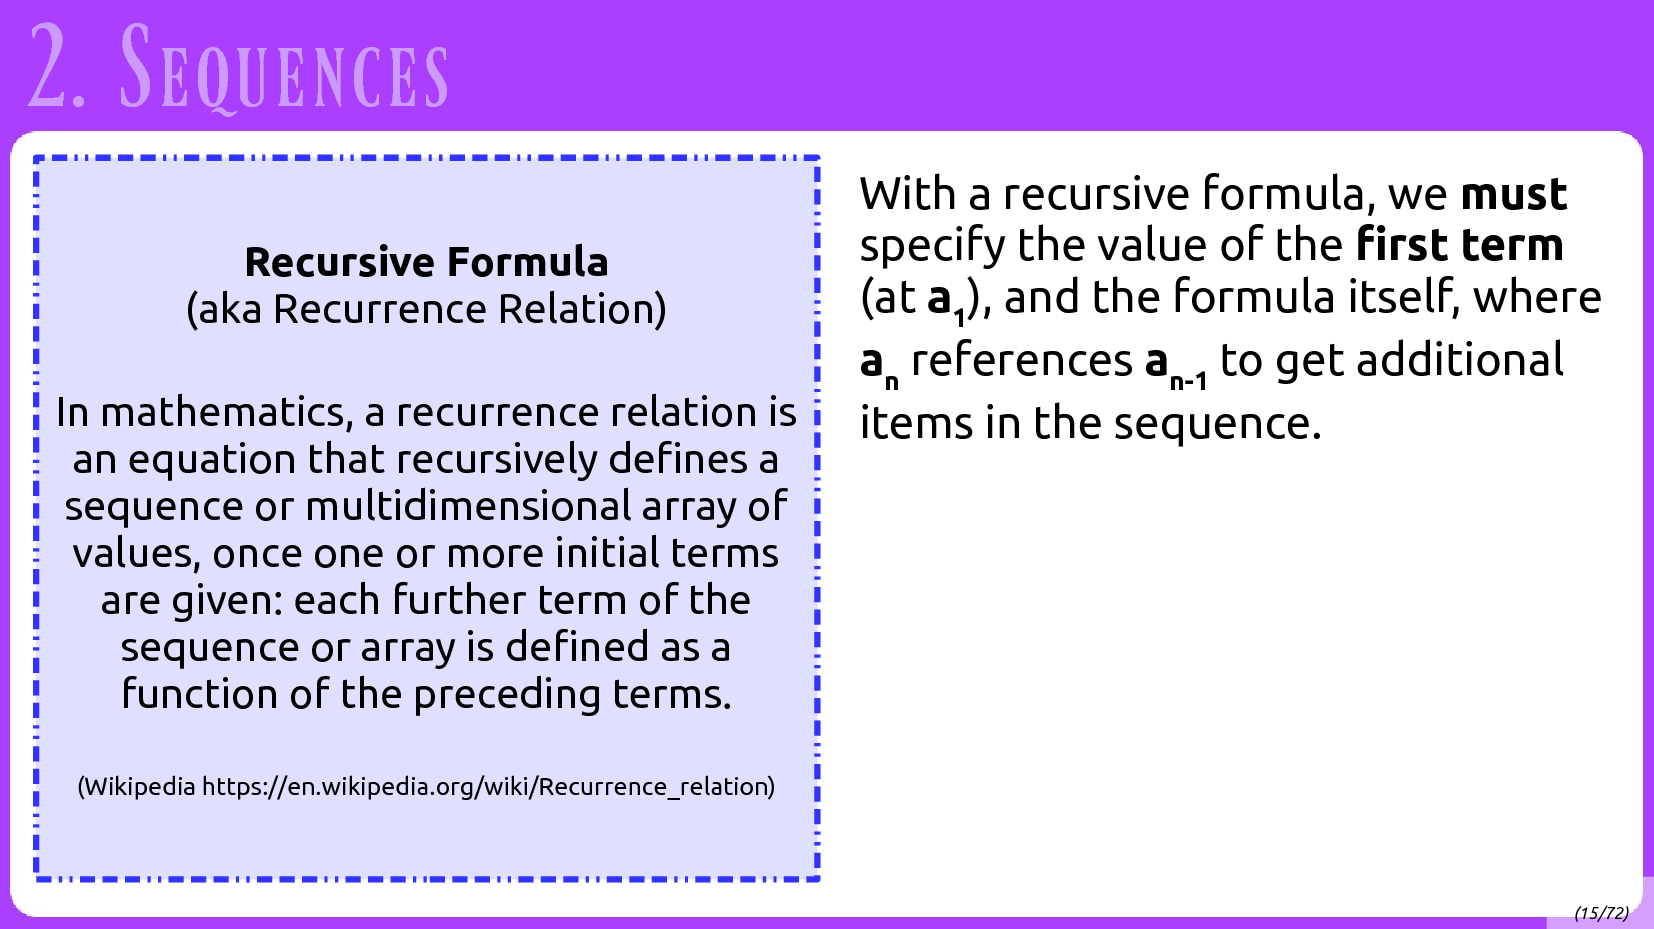 2. Sequences
Recursive Formula
(aka Recurrence Relation)
In mathematics, a recurrence relation is
an equation that recursively defines a
sequence or multidimensional array of
values, once one or more initial terms
are given: each further term of the
sequence or array is defined as a
function of the preceding terms.
(Wikipedia https://en.wikipedia.org/wiki/Recurrence_relation)
With a recursive formula, we must
specify the value of the first term
(at a₁), and the formula itself, where
aₙ references aₙ₋₁ to get additional
items in the sequence.
(15/72)